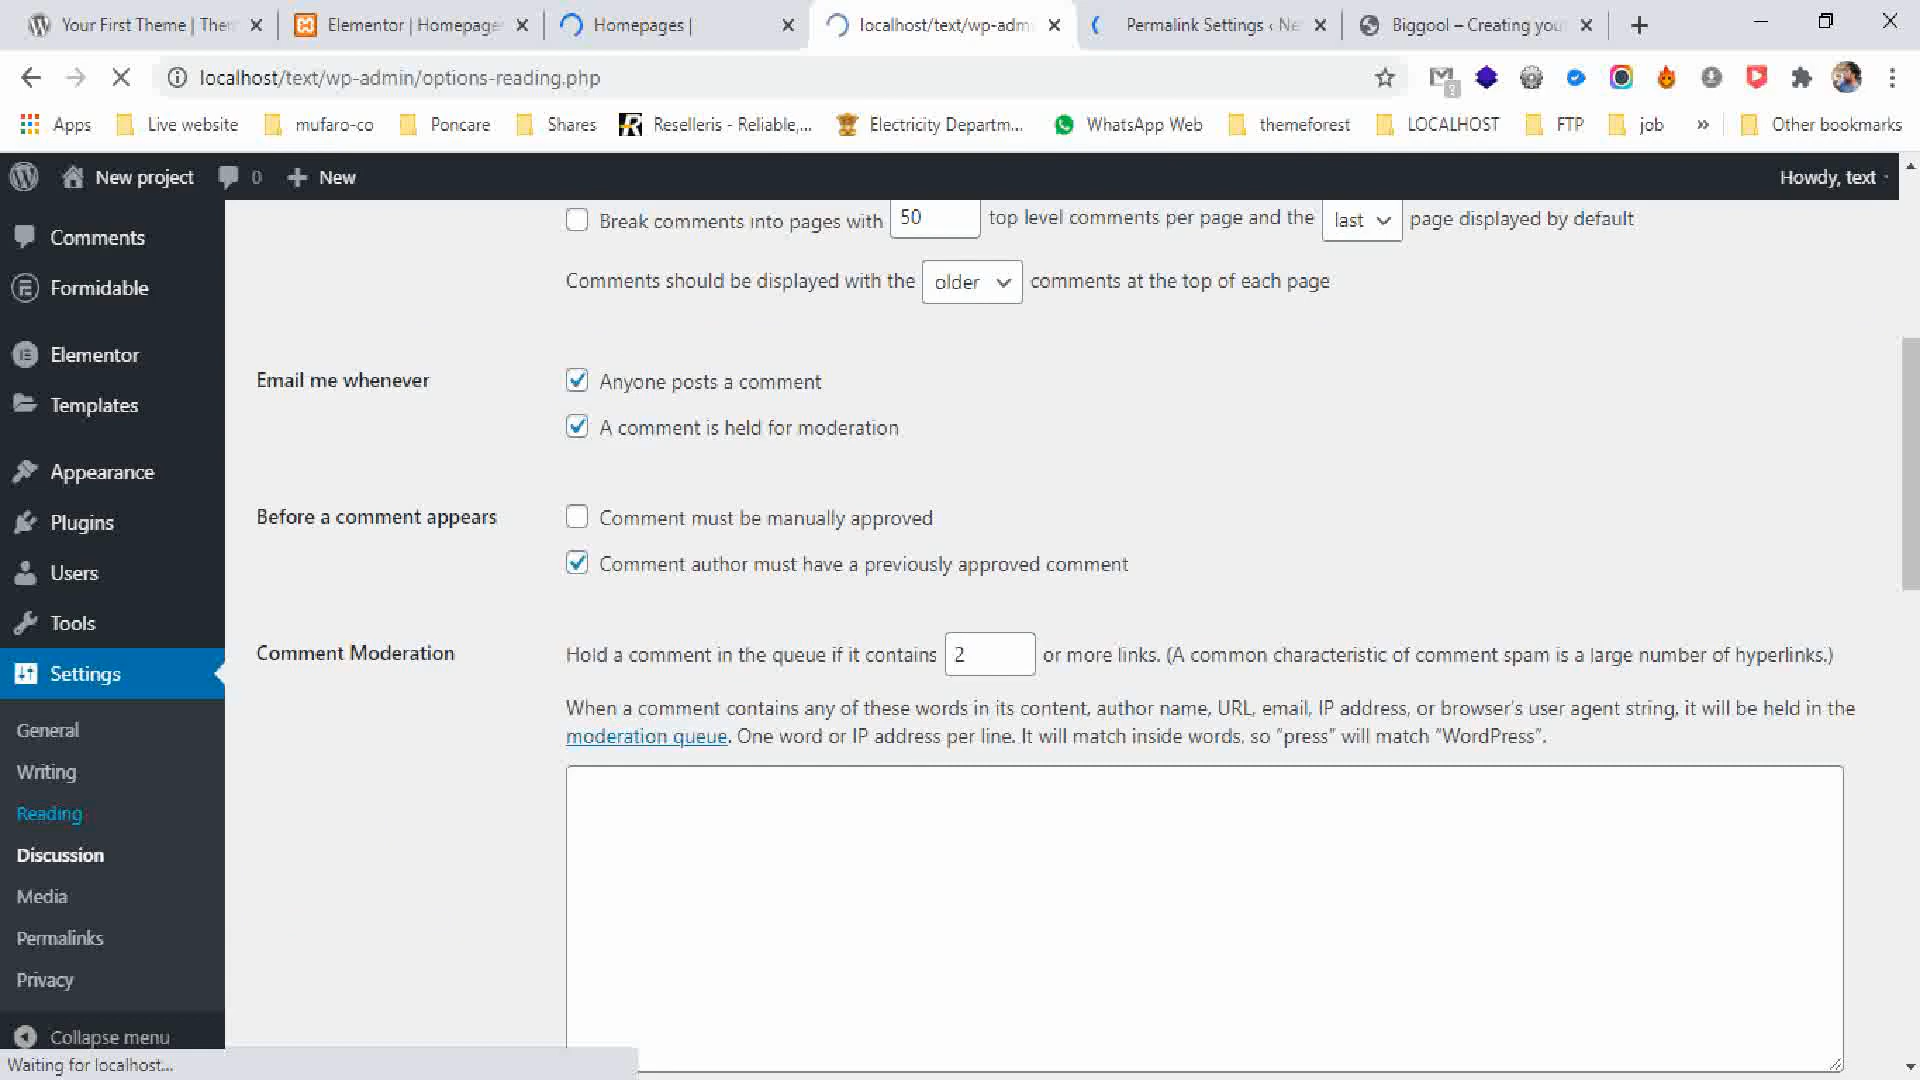 Your First Theme | Them
Elementor | Homepage
Homepages |
localhost/text/wp-adm
Permalink Settings ‹ Ne
Biggool – Creating you
localhost/text/wp-admin/options-reading.php
Apps
Live website
mufaro-co
Poncare
Shares
Reselleris - Reliable,...
Electricity Departm...
WhatsApp Web
themeforest
LOCALHOST
FTP
job
»
Other bookmarks
New project
0
New
Howdy, text
Comments
Formidable
Elementor
Templates
Appearance
Plugins
Users
Tools
Settings
General
Writing
Reading
Discussion
Media
Permalinks
Privacy
Collapse menu
Waiting for localhost...
Break comments into pages with 50 top level comments per page and the last page displayed by default
Comments should be displayed with the older comments at the top of each page
Email me whenever
Anyone posts a comment
A comment is held for moderation
Before a comment appears
Comment must be manually approved
Comment author must have a previously approved comment
Comment Moderation
Hold a comment in the queue if it contains 2 or more links. (A common characteristic of comment spam is a large number of hyperlinks.)
When a comment contains any of these words in its content, author name, URL, email, IP address, or browser’s user agent string, it will be held in the
moderation queue. One word or IP address per line. It will match inside words, so “press” will match “WordPress”.